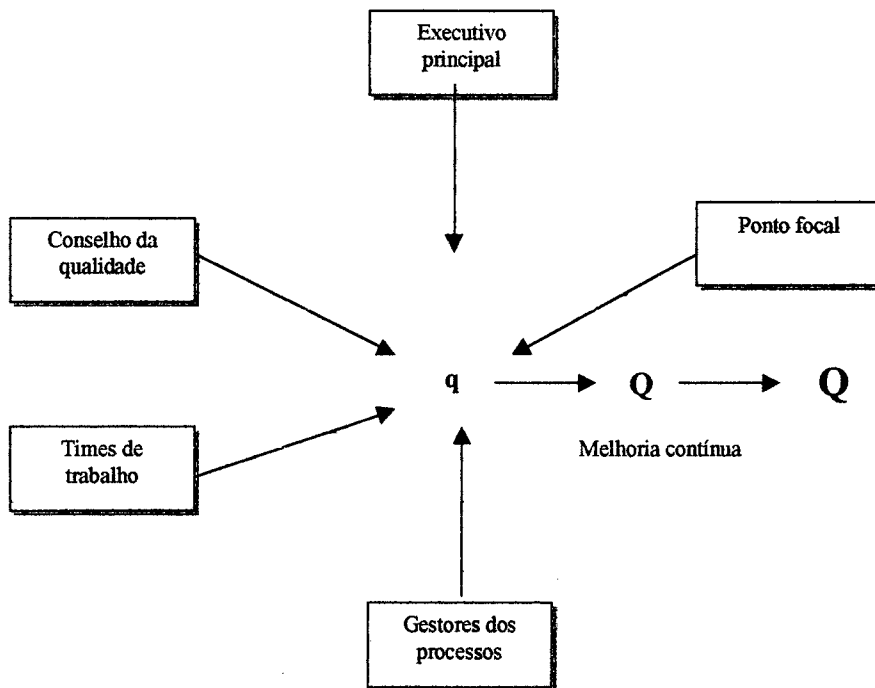 Executivo
principal
Conselho da
qualidade
Ponto focal
q
Q
Q
Times de
trabalho
Melhoria contínua
Gestores dos
processos